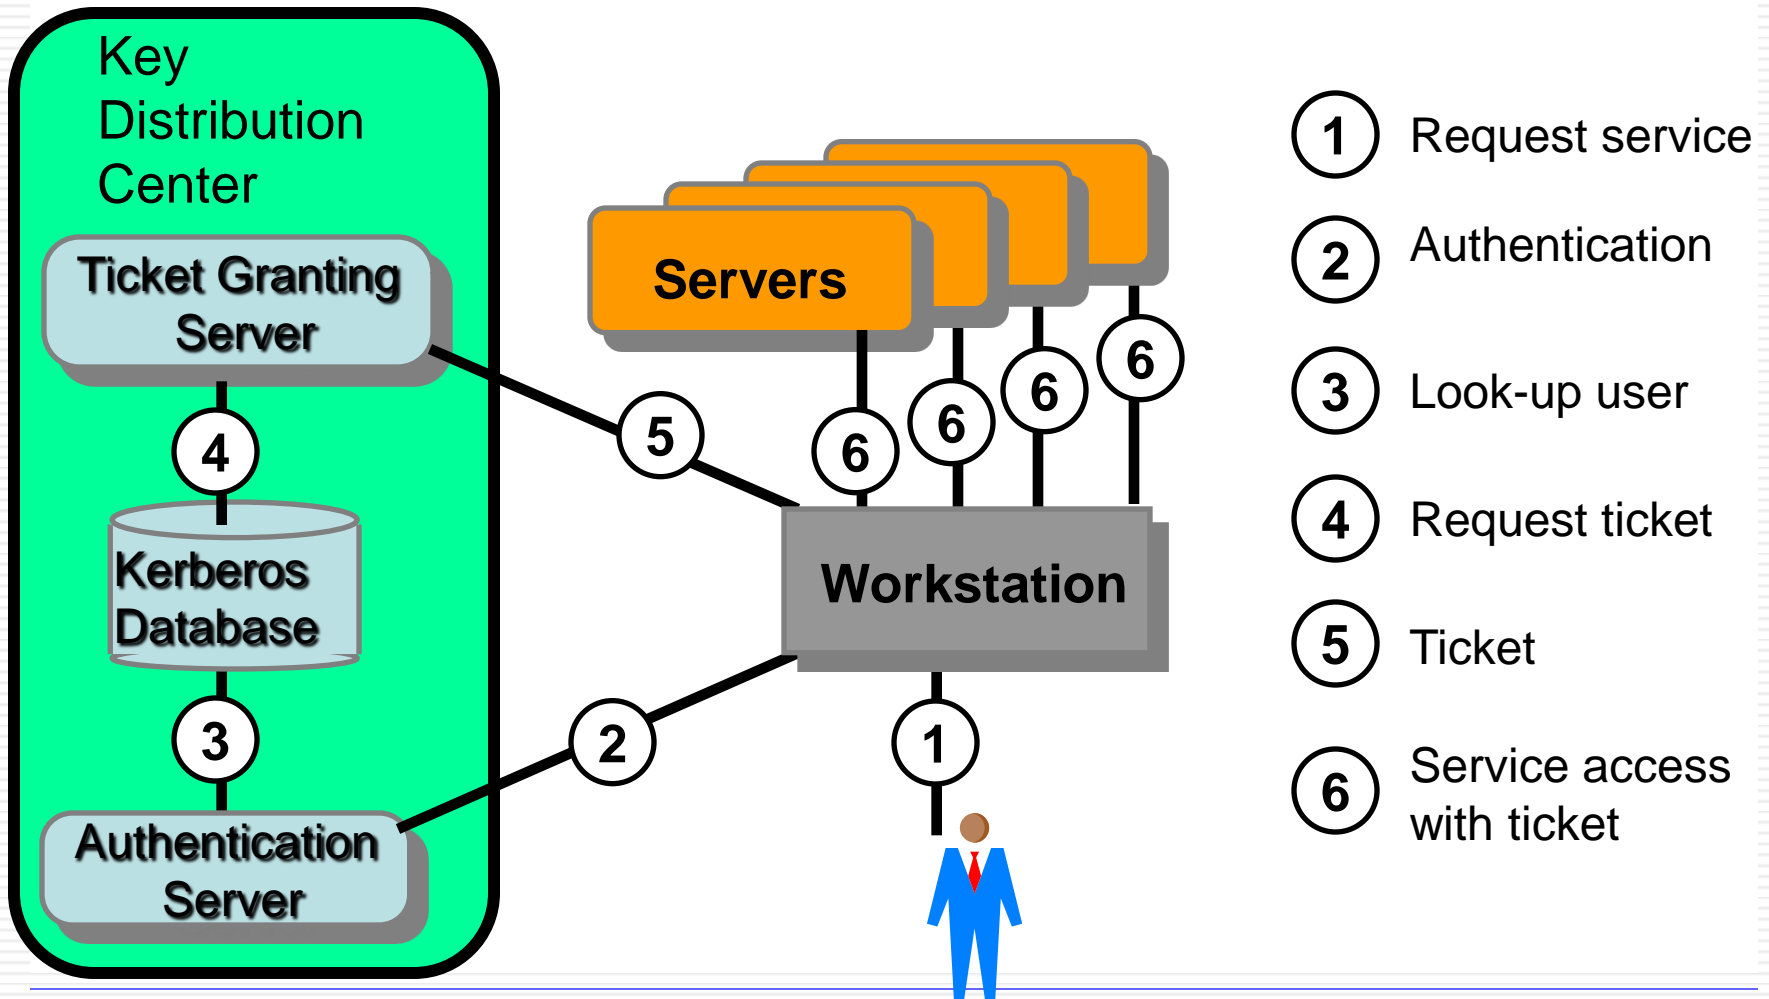 Key
Distribution
Center
Ticket Granting
Server
4
Kerberos
Database
3
Authentication
Server
5
2
Servers
6
6
6
6
Workstation
1
1 Request service
2 Authentication
3 Look-up user
4 Request ticket
5 Ticket
6 Service access
with ticket